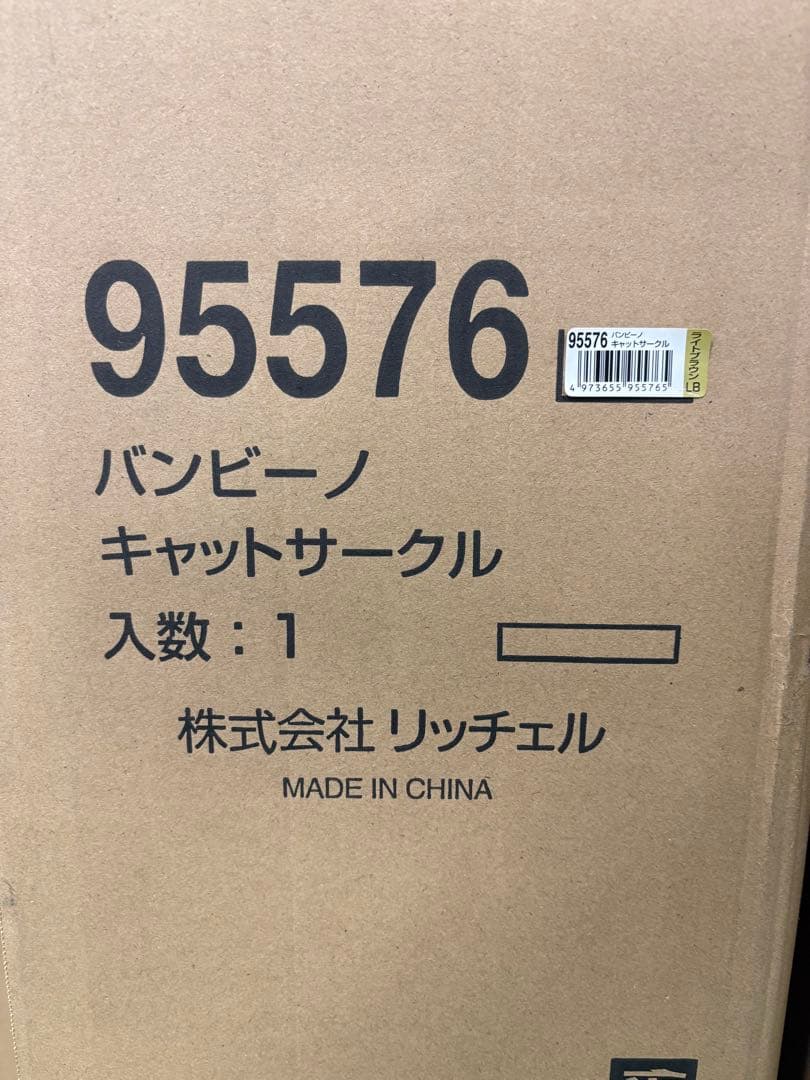 95576
95576 バンビーノ
キャットサークル
4 973655 955765
ライトブラウン
LB
バンビーノ
キャットサークル
入数：1
株式会社 リッチェル
MADE IN CHINA